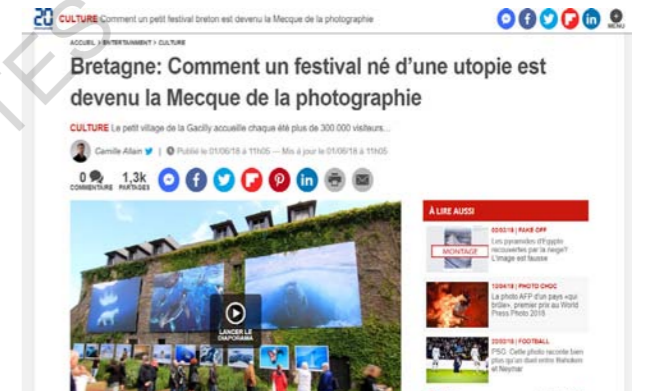 20
CULTURE Comment un petit festival breton est devenu la Mecque de la photographie
MENU
ACCUEIL > ENTERTAINMENT > CULTURE
Bretagne: Comment un festival né d’une utopie est
devenu la Mecque de la photographie
CULTURE Le petit village de la Gacilly accueille chaque été plus de 300 000 visiteurs...
Camille Allain | Publié le 01/06/18 à 11h05 — Mis à jour le 01/06/18 à 11h05
0 1,3k
COMMENTAIRE PARTAGES
LANCER LE
DIAPORAMA
À LIRE AUSSI
| FAKE OFF
Les pyramides d'Egypte
recouvertes par la neige?
L'image est fausse
MONTAGE
| PHOTO CHOC
La photo AFP d'un pays «qui
brûle», premier prix au World
Press Photo 2018
| FOOTBALL
PSG: Cette photo raconte bien
plus qu'un duel entre
et Neymar
TES